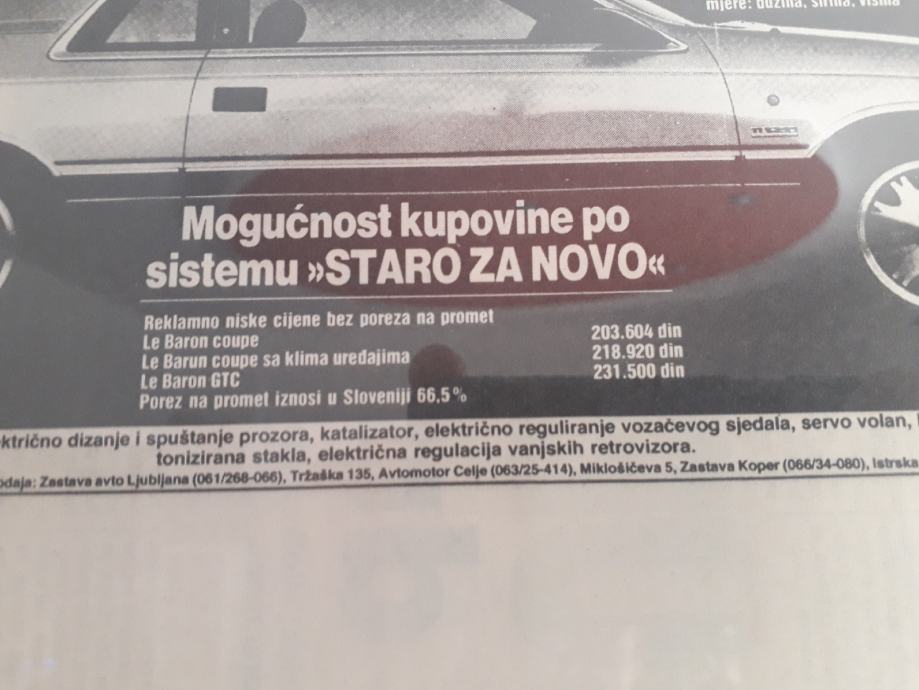 mjere: dužina, širina, visina
Mogućnost kupovine po
sistemu »STARO ZA NOVO«
Reklamno niske cijene bez poreza na promet
Le Baron coupe 203.604 din
Le Barun coupe sa klima uređajima 218.920 din
Le Baron GTC 231.500 din
Porez na promet iznosi u Sloveniji 66,5%
ktrično dizanje i spuštanje prozora, katalizator, električno reguliranje vozačevog sjedala, servo volan,
tonizirana stakla, električna regulacija vanjskih retrovizora.
odaja: Zastava avto Ljubljana (061/268-066), Tržaška 135, Avtomotor Celje (063/25-414), Miklošičeva 5, Zastava Koper (066/34-080), Istrska